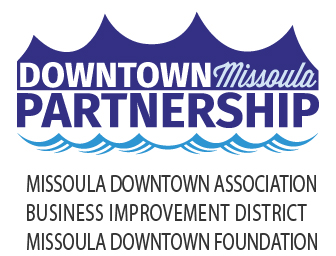 DOWNTOWN Missoula
PARTNERSHIP
MISSOULA DOWNTOWN ASSOCIATION
BUSINESS IMPROVEMENT DISTRICT
MISSOULA DOWNTOWN FOUNDATION